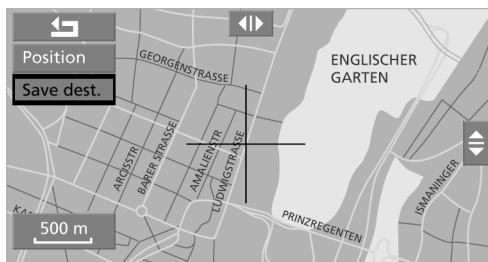 Position
Save dest.
GEORGENSTRASSE
ENGLISCHER
GARTEN
ARCISSTR
BARER STRASSE
AMALIENSTR
LUDWIGSTRASSE
ISMANINGER
PRINZREGENTEN
500 m